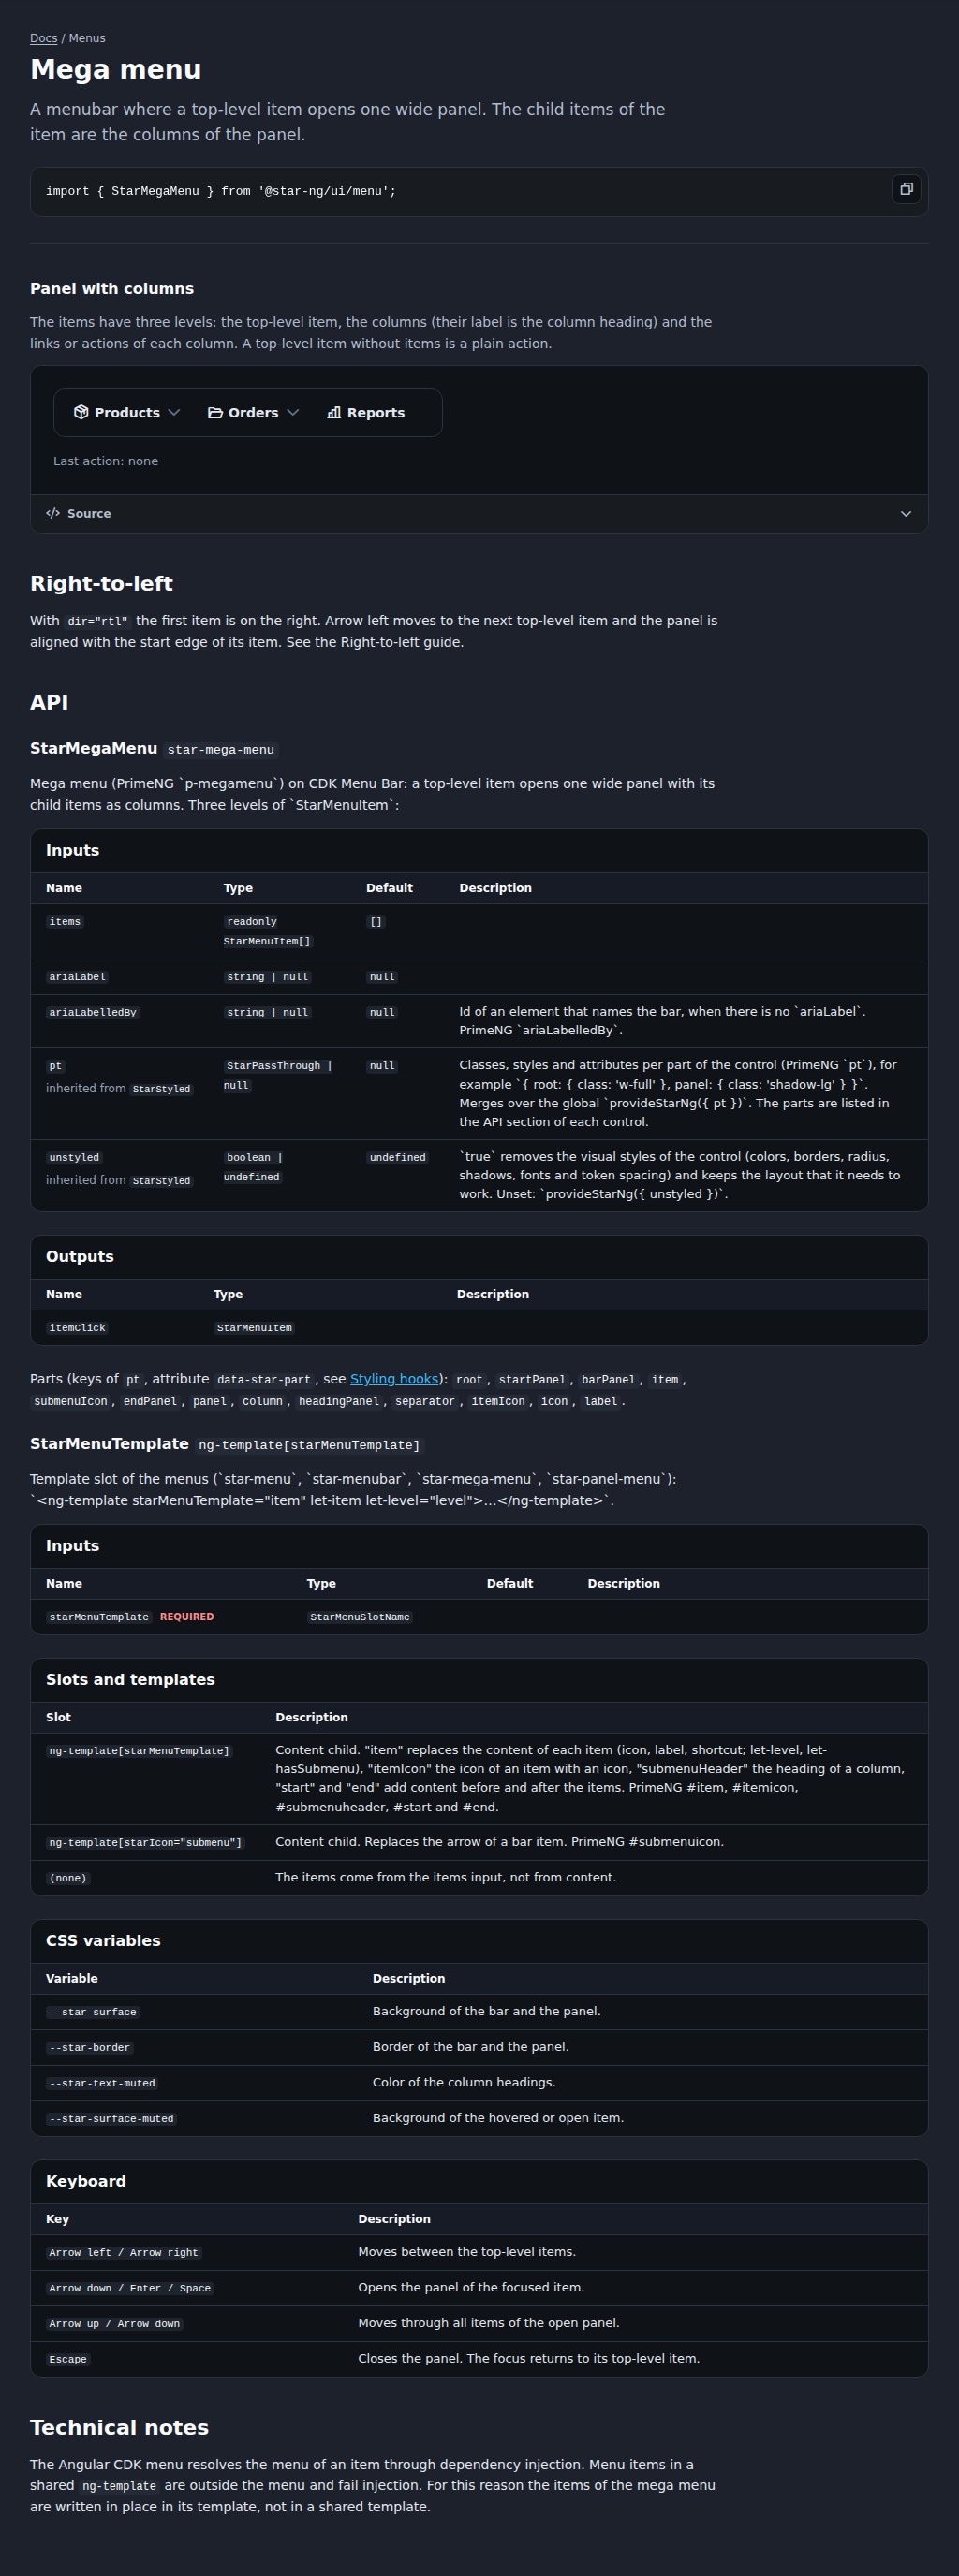 Docs / Menus
Mega menu
A menubar where a top-level item opens one wide panel. The child items of the
item are the columns of the panel.
import { StarMegaMenu } from '@star-ng/ui/menu';
Panel with columns
The items have three levels: the top-level item, the columns (their label is the column heading) and the
links or actions of each column. A top-level item without items is a plain action.
Products Orders Reports
Last action: none
Source
Right-to-left
With dir="rtl" the first item is on the right. Arrow left moves to the next top-level item and the panel is
aligned with the start edge of its item. See the Right-to-left guide.
API
StarMegaMenu star-mega-menu
Mega menu (PrimeNG `p-megamenu`) on CDK Menu Bar: a top-level item opens one wide panel with its
child items as columns. Three levels of `StarMenuItem`:
Inputs
Name Type Default Description
items readonly []
StarMenuItem[]
ariaLabel string | null null
ariaLabelledBy string | null null Id of an element that names the bar, when there is no `ariaLabel`.
PrimeNG `ariaLabelledBy`.
pt StarPassThrough | null Classes, styles and attributes per part of the control (PrimeNG `pt`), for
inherited from StarStyled null example `{ root: { class: 'w-full' }, panel: { class: 'shadow-lg' } }`.
Merges over the global `provideStarNg({ pt })`. The parts are listed in
the API section of each control.
unstyled boolean | undefined `true` removes the visual styles of the control (colors, borders, radius,
inherited from StarStyled undefined shadows, fonts and token spacing) and keeps the layout that it needs to
work. Unset: `provideStarNg({ unstyled })`.
Outputs
Name Type Description
itemClick StarMenuItem
Parts (keys of pt, attribute data-star-part, see Styling hooks): root, startPanel, barPanel, item,
submenuIcon, endPanel, panel, column, headingPanel, separator, itemIcon, icon, label.
StarMenuTemplate ng-template[starMenuTemplate]
Template slot of the menus (`star-menu`, `star-menubar`, `star-mega-menu`, `star-panel-menu`):
`<ng-template starMenuTemplate="item" let-item let-level="level">…</ng-template>`.
Inputs
Name Type Default Description
starMenuTemplate REQUIRED StarMenuSlotName
Slots and templates
Slot Description
ng-template[starMenuTemplate] Content child. "item" replaces the content of each item (icon, label, shortcut; let-level, let-
hasSubmenu), "itemIcon" the icon of an item with an icon, "submenuHeader" the heading of a column,
"start" and "end" add content before and after the items. PrimeNG #item, #itemicon,
#submenuheader, #start and #end.
ng-template[starIcon="submenu"] Content child. Replaces the arrow of a bar item. PrimeNG #submenuicon.
(none) The items come from the items input, not from content.
CSS variables
Variable Description
--star-surface Background of the bar and the panel.
--star-border Border of the bar and the panel.
--star-text-muted Color of the column headings.
--star-surface-muted Background of the hovered or open item.
Keyboard
Key Description
Arrow left / Arrow right Moves between the top-level items.
Arrow down / Enter / Space Opens the panel of the focused item.
Arrow up / Arrow down Moves through all items of the open panel.
Escape Closes the panel. The focus returns to its top-level item.
Technical notes
The Angular CDK menu resolves the menu of an item through dependency injection. Menu items in a
shared ng-template are outside the menu and fail injection. For this reason the items of the mega menu
are written in place in its template, not in a shared template.